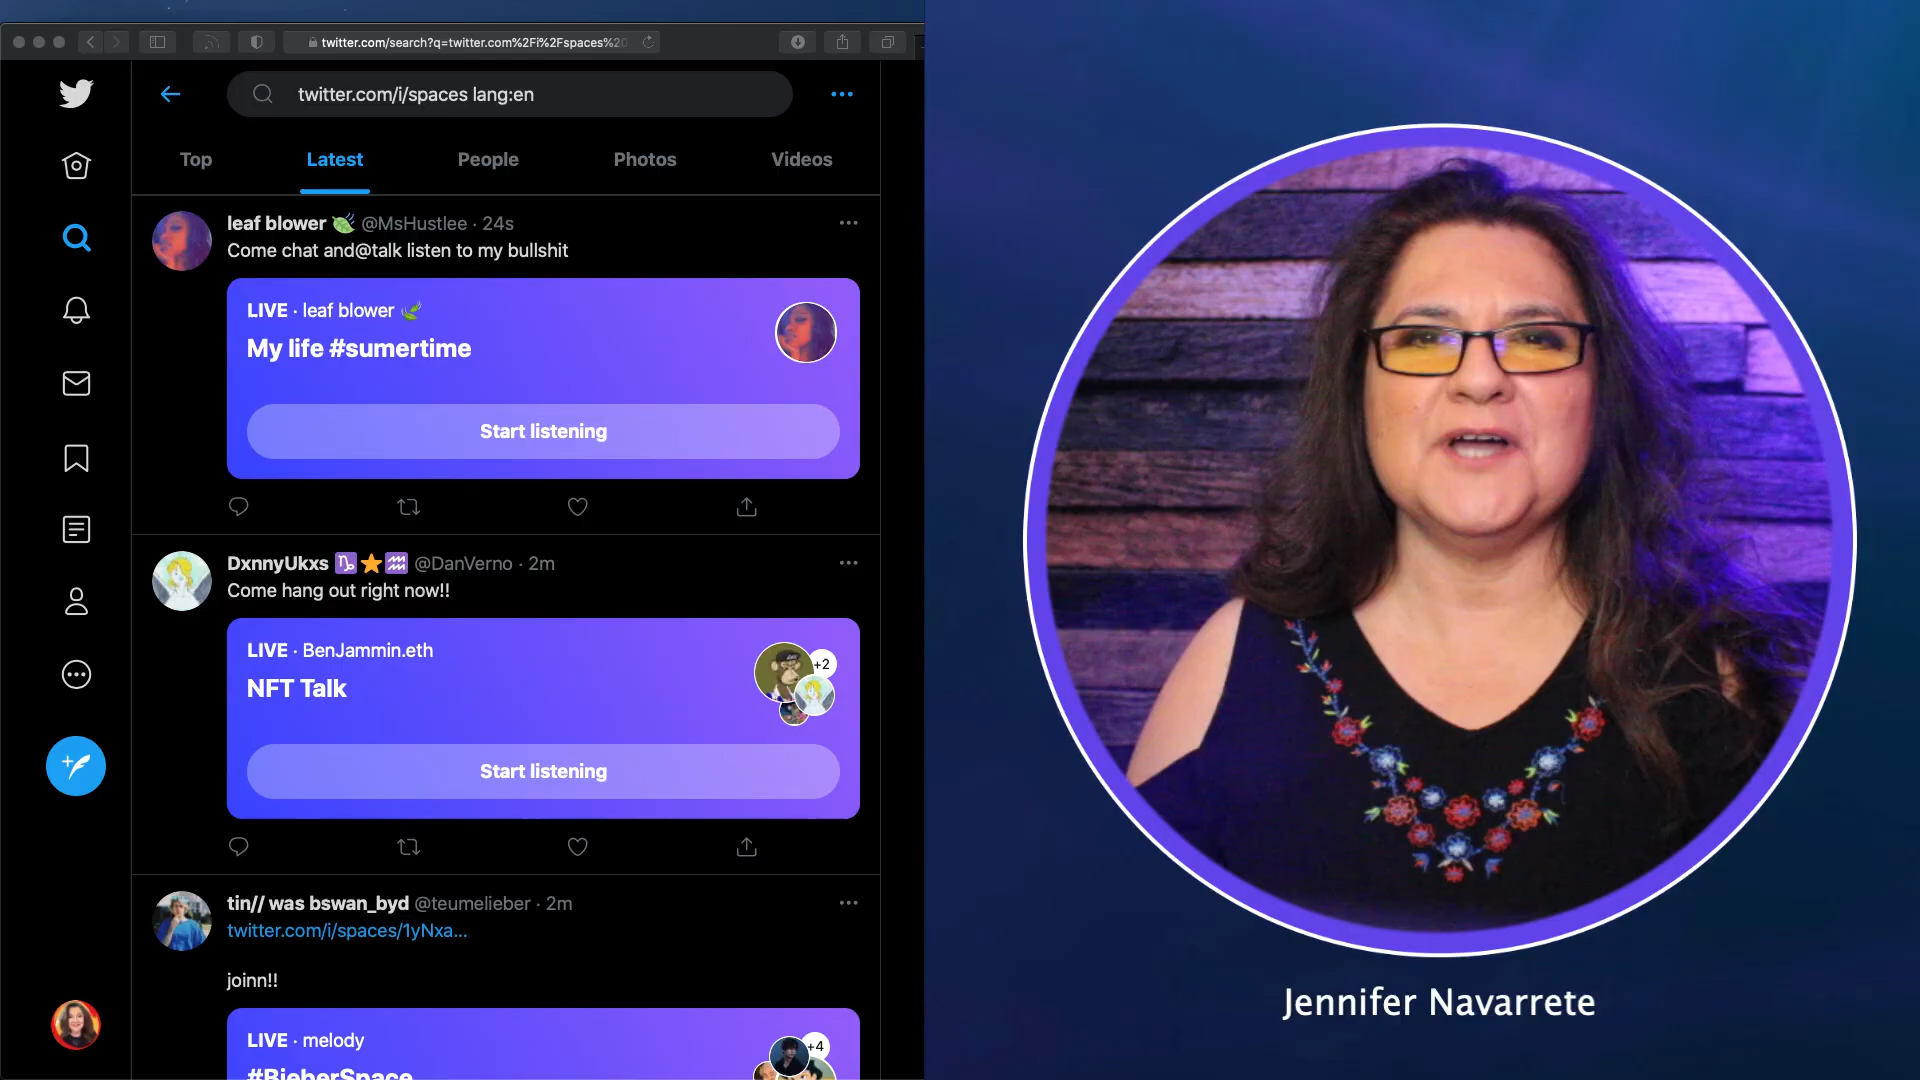 twitter.com/search?q=twitter.com%2Fi%2Fspaces%20
twitter.com/i/spaces lang:en
Top Latest People Photos Videos
leaf blower @MsHustlee · 24s
Come chat and@talk listen to my bullshit
LIVE · leaf blower
My life #sumertime
Start listening
DxnnyUkxs @DanVerno · 2m
Come hang out right now!!
LIVE · BenJammin.eth
+2
NFT Talk
Start listening
tin// was bswan_byd @teumelieber · 2m
twitter.com/i/spaces/1yNxa...
joinn!!
LIVE · melody
+4
#BieberSpace
Jennifer Navarrete